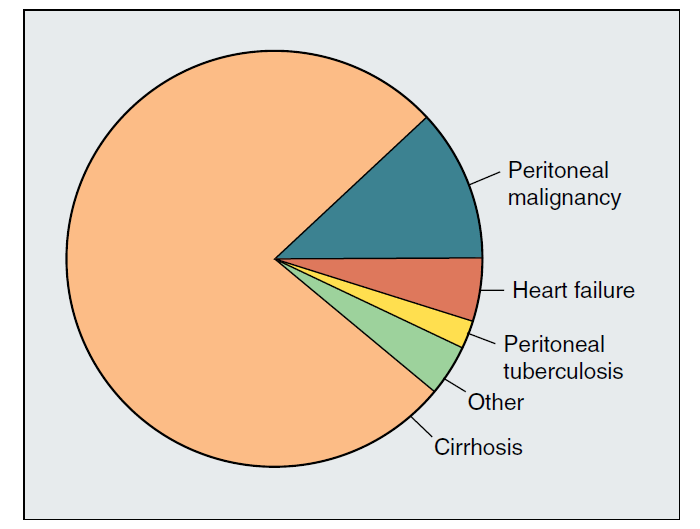 Peritoneal
malignancy
Heart failure
Peritoneal
tuberculosis
Other
Cirrhosis